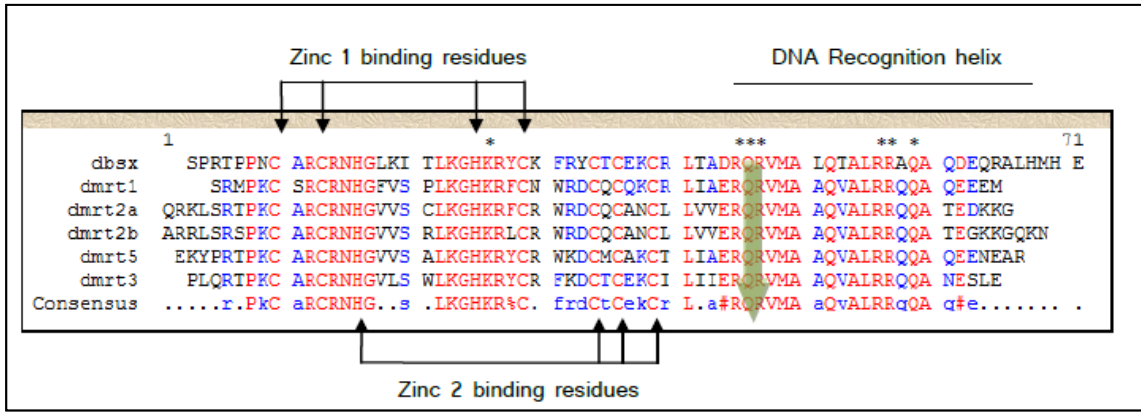 Zinc 1 binding residues DNA Recognition helix
1 * *** ** * 71
dbsx SPRTPPNC ARCRNHGLKI TLKGHKRYCK FRYCTCEKCR LTADRQRVMA LQTALRRAQA QDEQRALHMH E
dmrt1 SRMPKC SRCRNHGFVS PLKGHKRFCN WRDCQCQKCR LIAERQRVMA AQVALRRQQA QEEEM
dmrt2a QRKLSRTPKC ARCRNHGVVS CLKGHKRFCR WRDCQCANCL LVVERQRVMA AQVALRRQQA TEDKKG
dmrt2b ARRLSRSPKC ARCRNHGVVS RLKGHKRLCR WRDCQCANCL LVVERQRVMA AQVALRRQQA TEGKKGQKN
dmrt5 EKYPRTPKC ARCRNHGVVS ALKGHKRYCR WKDCMCAKCT LIAERQRVMA AQVALRRQQA QEENEAR
dmrt3 PLQRTPKC ARCRNHGVLS WLKGHKRYCR FKDCTCEKCI LIIERQRVMA AQVALRRQQA NESLE
Consensus .....r.PkC aRCRNHG..s .LKGHKR%C. frdCtCekCr L.a#RQRVMA aQvALRRqQA q#e....... .
Zinc 2 binding residues